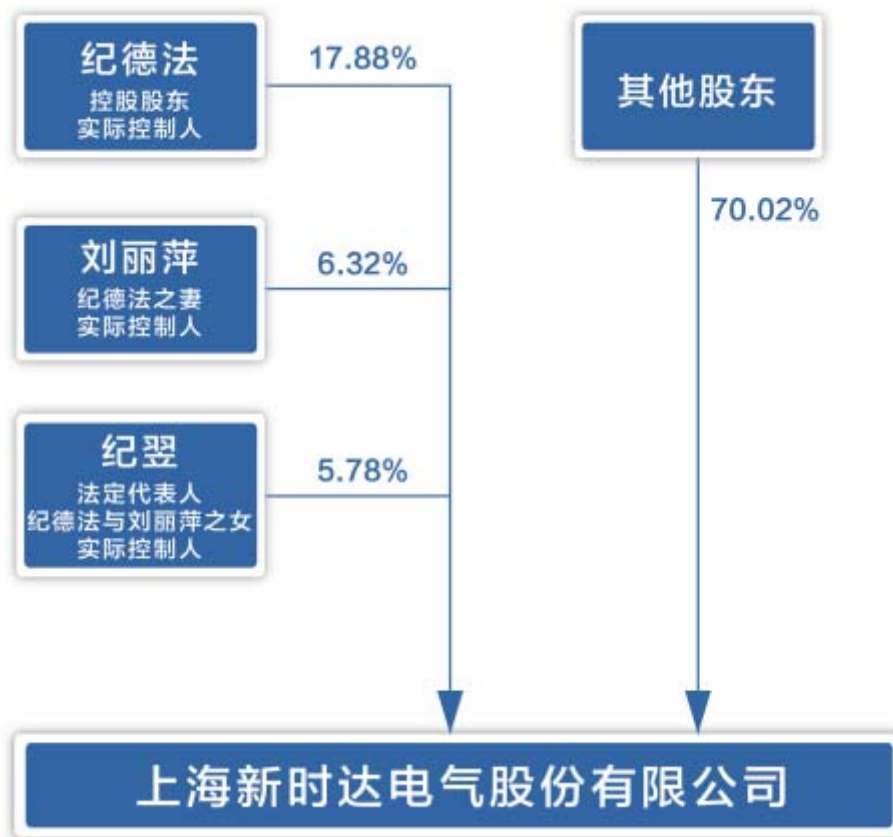 纪德法
控股股东
实际控制人
17.88%
其他股东
70.02%
刘丽萍
纪德法之妻
实际控制人
6.32%
纪翌
法定代表人
纪德法与刘丽萍之女
实际控制人
5.78%
上海新时达电气股份有限公司